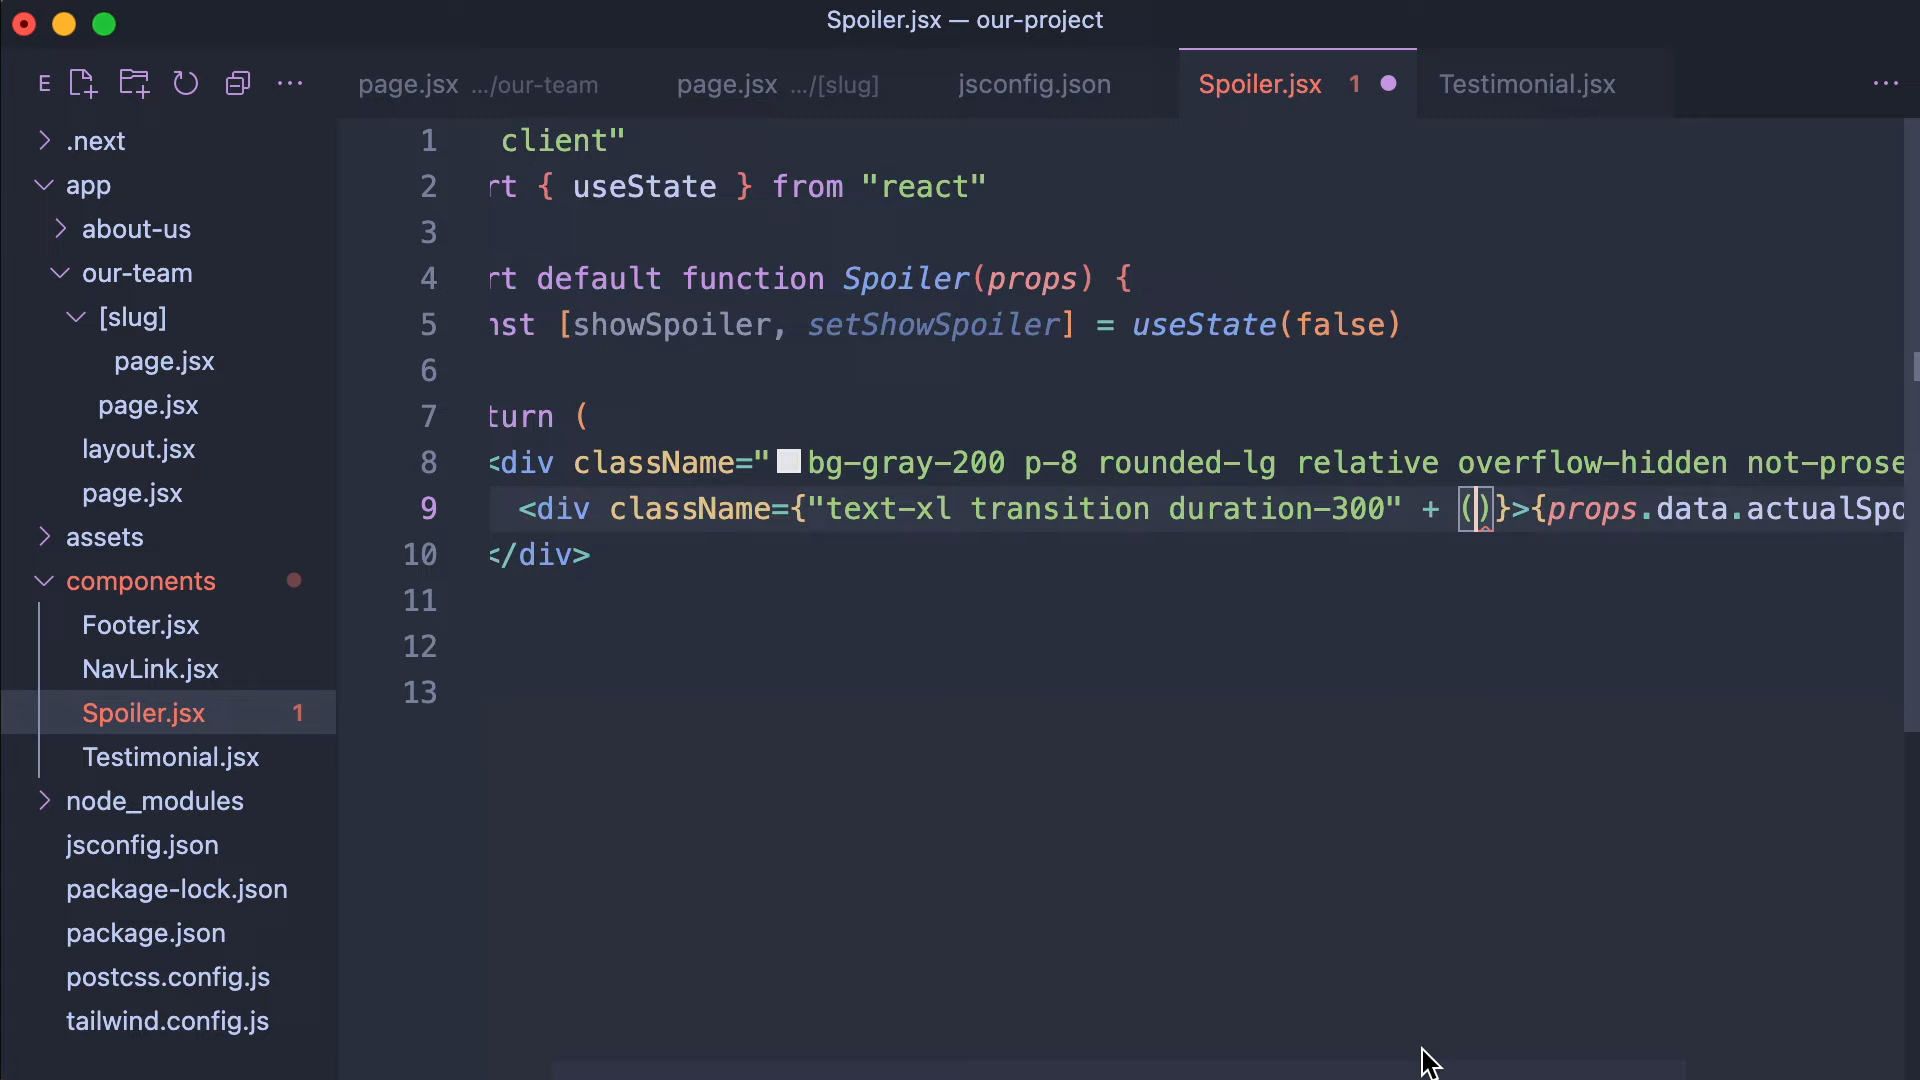 Spoiler.jsx — our-project
E
page.jsx .../our-team
page.jsx .../[slug]
jsconfig.json
Spoiler.jsx 1
Testimonial.jsx
.next
app
about-us
our-team
[slug]
page.jsx
page.jsx
layout.jsx
page.jsx
assets
components
Footer.jsx
NavLink.jsx
Spoiler.jsx 1
Testimonial.jsx
node_modules
jsconfig.json
package-lock.json
package.json
postcss.config.js
tailwind.config.js
1 client"
2 rt { useState } from "react"
3
4 rt default function Spoiler(props) {
5 nst [showSpoiler, setShowSpoiler] = useState(false)
6
7 turn (
8 <div className="bg-gray-200 p-8 rounded-lg relative overflow-hidden not-prose
9 <div className={"text-xl transition duration-300" + ()}>{props.data.actualSpo
10 </div>
11
12
13